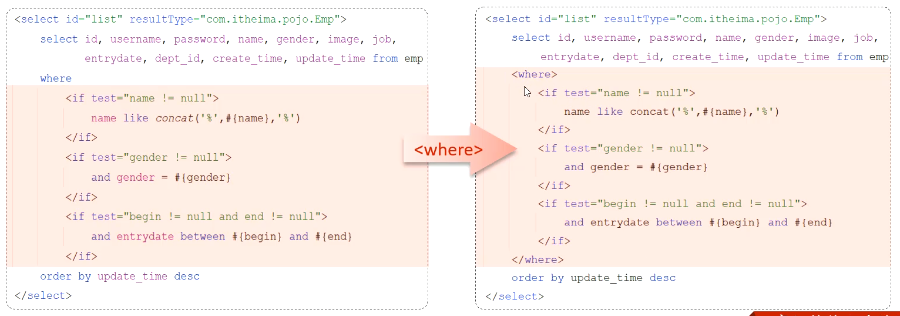 <select id="list" resultType="com.itheima.pojo.Emp">
select id, username, password, name, gender, image, job,
entrydate, dept_id, create_time, update_time from emp
where
<if test="name != null">
name like concat('%',#{name},'%')
</if>
<if test="gender != null">
and gender = #{gender}
</if>
<if test="begin != null and end != null">
and entrydate between #{begin} and #{end}
</if>
order by update_time desc
</select>
<where>
<select id="list" resultType="com.itheima.pojo.Emp">
select id, username, password, name, gender, image, job,
entrydate, dept_id, create_time, update_time from emp
<where>
<if test="name != null">
name like concat('%',#{name},'%')
</if>
<if test="gender != null">
and gender = #{gender}
</if>
<if test="begin != null and end != null">
and entrydate between #{begin} and #{end}
</if>
</where>
order by update_time desc
</select>